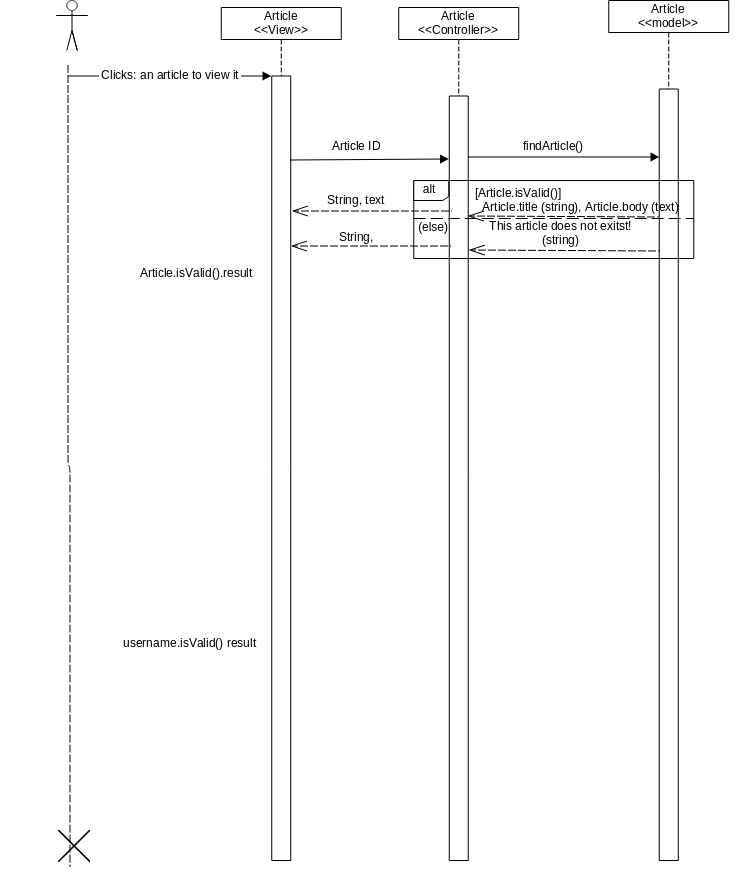 Article
<<View>>
Article
<<Controller>>
Article
<<model>>
Clicks: an article to view it
Article ID
findArticle()
alt
[Article.isValid()]
String, text
Article.title (string), Article.body (text)
(else)
This article does not exitst!
(string)
String,
Article.isValid().result
username.isValid() result